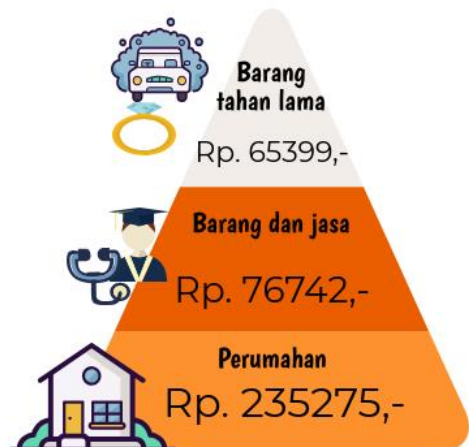 Barang
tahan lama
Rp. 65399,-
Barang dan jasa
Rp. 76742,-
Perumahan
Rp. 235275,-